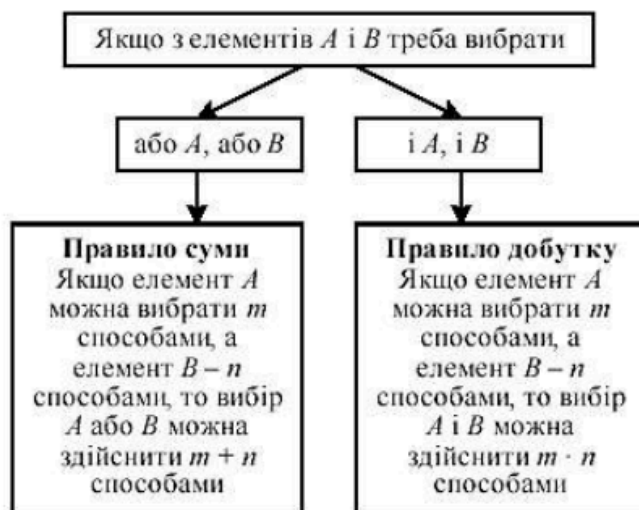 Якщо з елементів A і B треба вибрати
або A, або B
і A, і B
Правило суми
Якщо елемент A
можна вибрати m
способами, а
елемент B – n
способами, то вибір
A або B можна
здійснити m + n
способами
Правило добутку
Якщо елемент A
можна вибрати m
способами, а
елемент B – n
способами, то вибір
A і B можна
здійснити m · n
способами